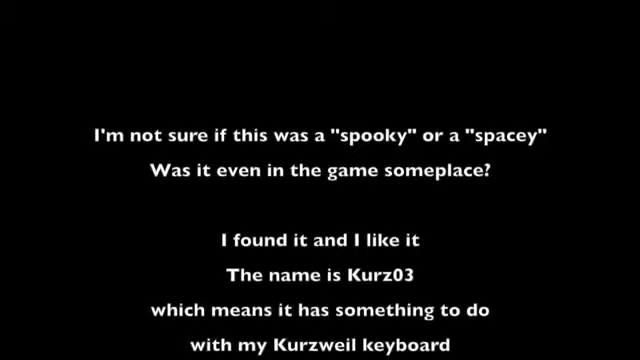 I'm not sure if this was a "spooky" or a "spacey"
Was it even in the game someplace?
I found it and I like it
The name is Kurz03
which means it has something to do
with my Kurzweil keyboard